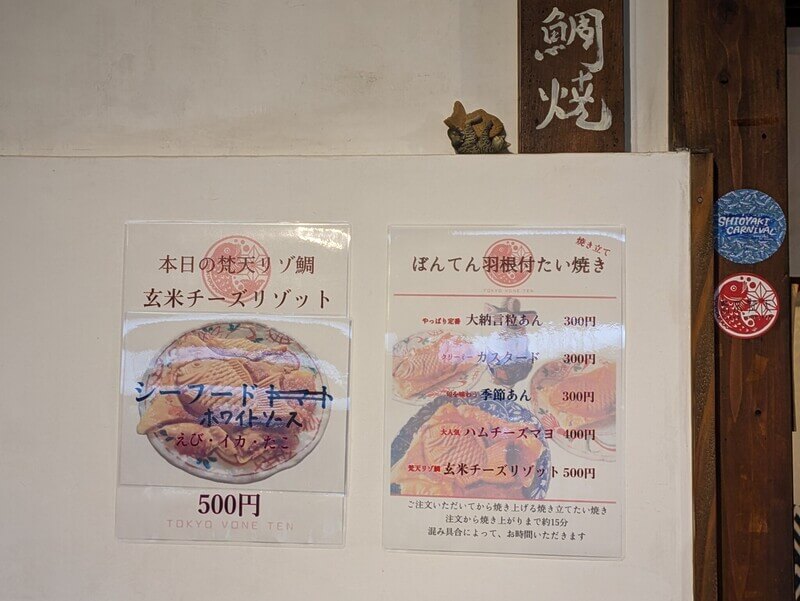 鯛焼
SHIOYAKI
CARNIVAL
本日の梵天リゾ鯛
玄米チーズリゾット
シーフードトマト
ホワイトソース
えび・イカ・たこ
500円
TOKYO VONE TEN
焼き立て
ぼんてん羽根付たい焼き
TOKYO VONE TEN
やっぱり定番 大納言粒あん 300円
クリーミー カスタード 300円
旬を味わう 季節あん 300円
大人気 ハムチーズマヨ 400円
梵天リゾ鯛 玄米チーズリゾット 500円
ご注文いただいてから焼き上げる焼き立てたい焼き
注文から焼き上がりまで約15分
混み具合によって、お時間いただきます